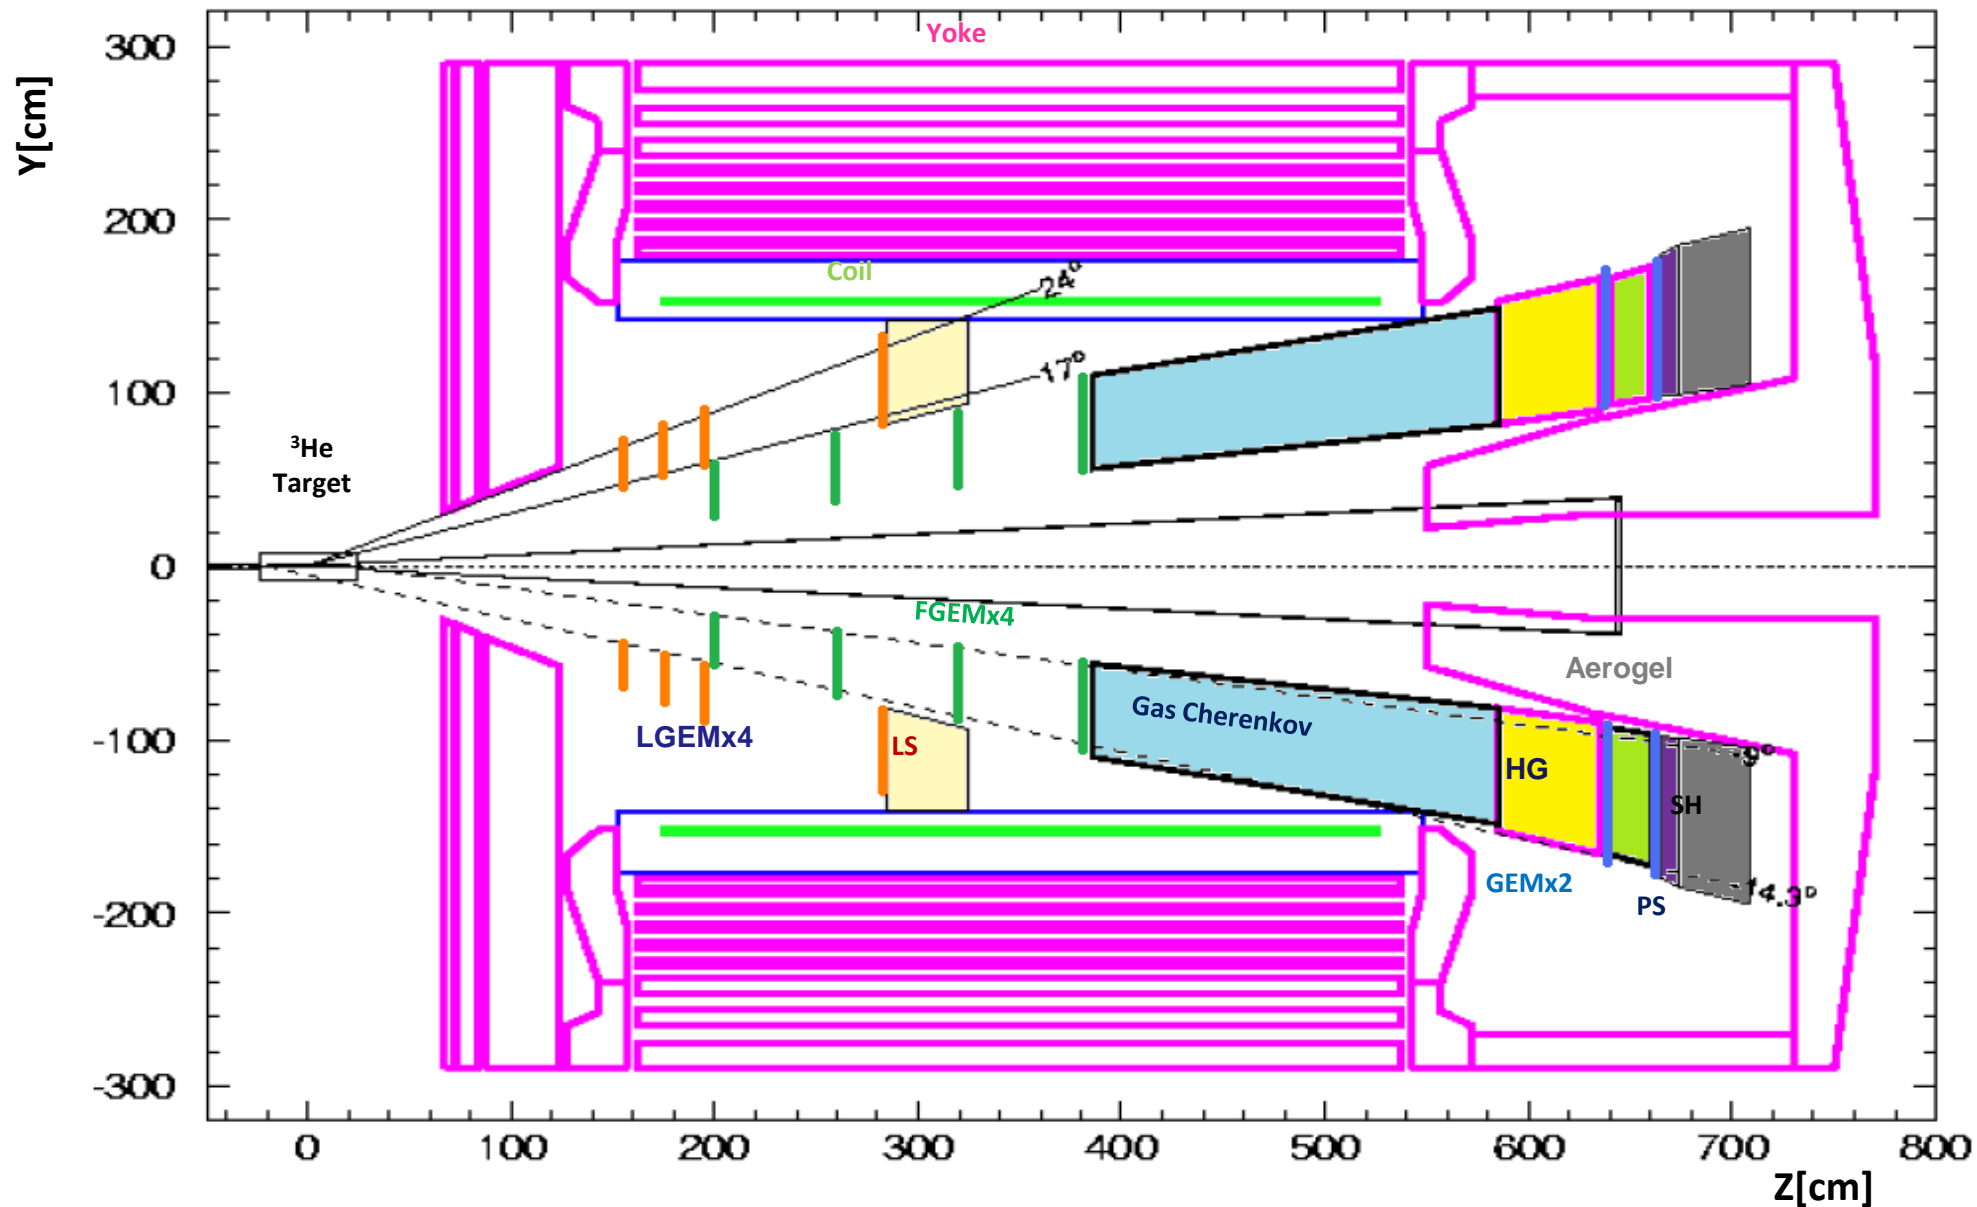 Yoke
300
Y[cm]
200
Coil
24°
17°
100
³He
Target
0
FGEMx4
Aerogel
-100
LGEMx4
LS
Gas Cherenkov
HG
9°
SH
GEMx2
PS
14.3°
-200
-300
0
100
200
300
400
500
600
700
800
Z[cm]